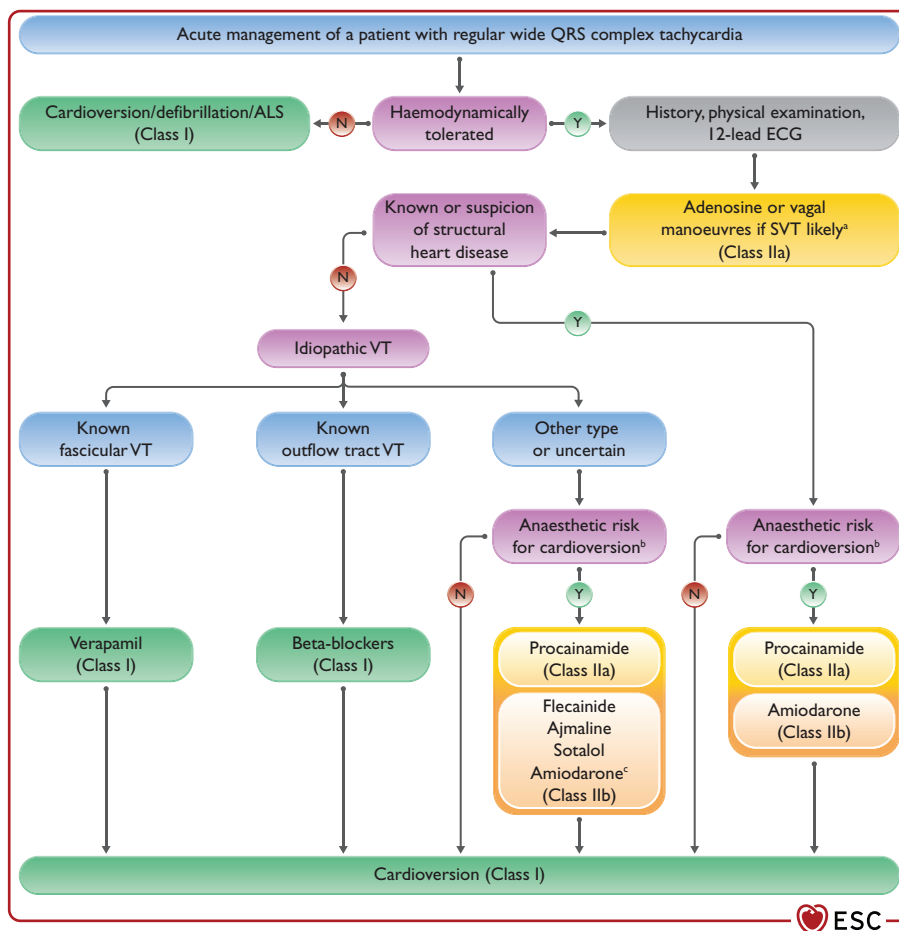 Acute management of a patient with regular wide QRS complex tachycardia
Cardioversion/defibrillation/ALS
(Class I)
N
Haemodynamically
tolerated
Y
History, physical examination,
12-lead ECG
Known or suspicion
of structural
heart disease
Adenosine or vagal
manoeuvres if SVT likelyᵃ
(Class IIa)
N
Y
Idiopathic VT
Known
fascicular VT
Known
outflow tract VT
Other type
or uncertain
Anaesthetic risk
for cardioversionᵇ
Anaesthetic risk
for cardioversionᵇ
N
Y
N
Y
Verapamil
(Class I)
Beta-blockers
(Class I)
Procainamide
(Class IIa)
Flecainide
Ajmaline
Sotalol
Amiodaroneᶜ
(Class IIb)
Procainamide
(Class IIa)
Amiodarone
(Class IIb)
Cardioversion (Class I)
ESC